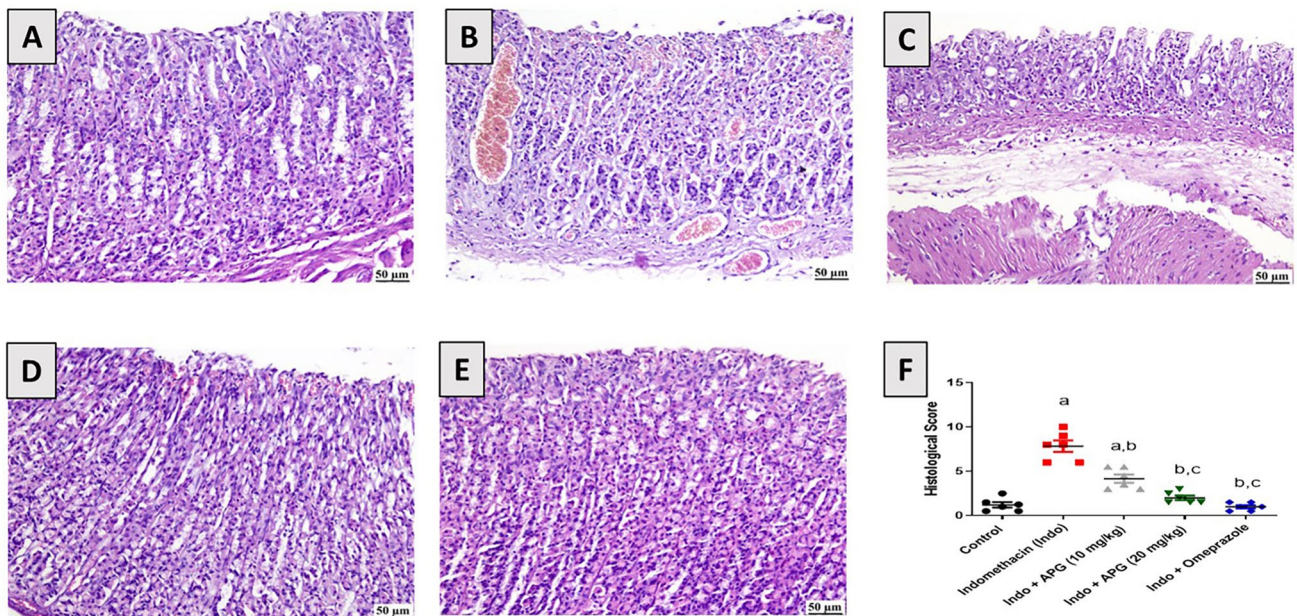 A
B
C
50 µm
50 µm
50 µm
D
E
F
50 µm
50 µm
Histological Score
15
10
5
0
a
a,b
b,c
b,c
Control
Indomethacin (Indo)
Indo + APG (10 mg/kg)
Indo + APG (20 mg/kg)
Indo + Omeprazole